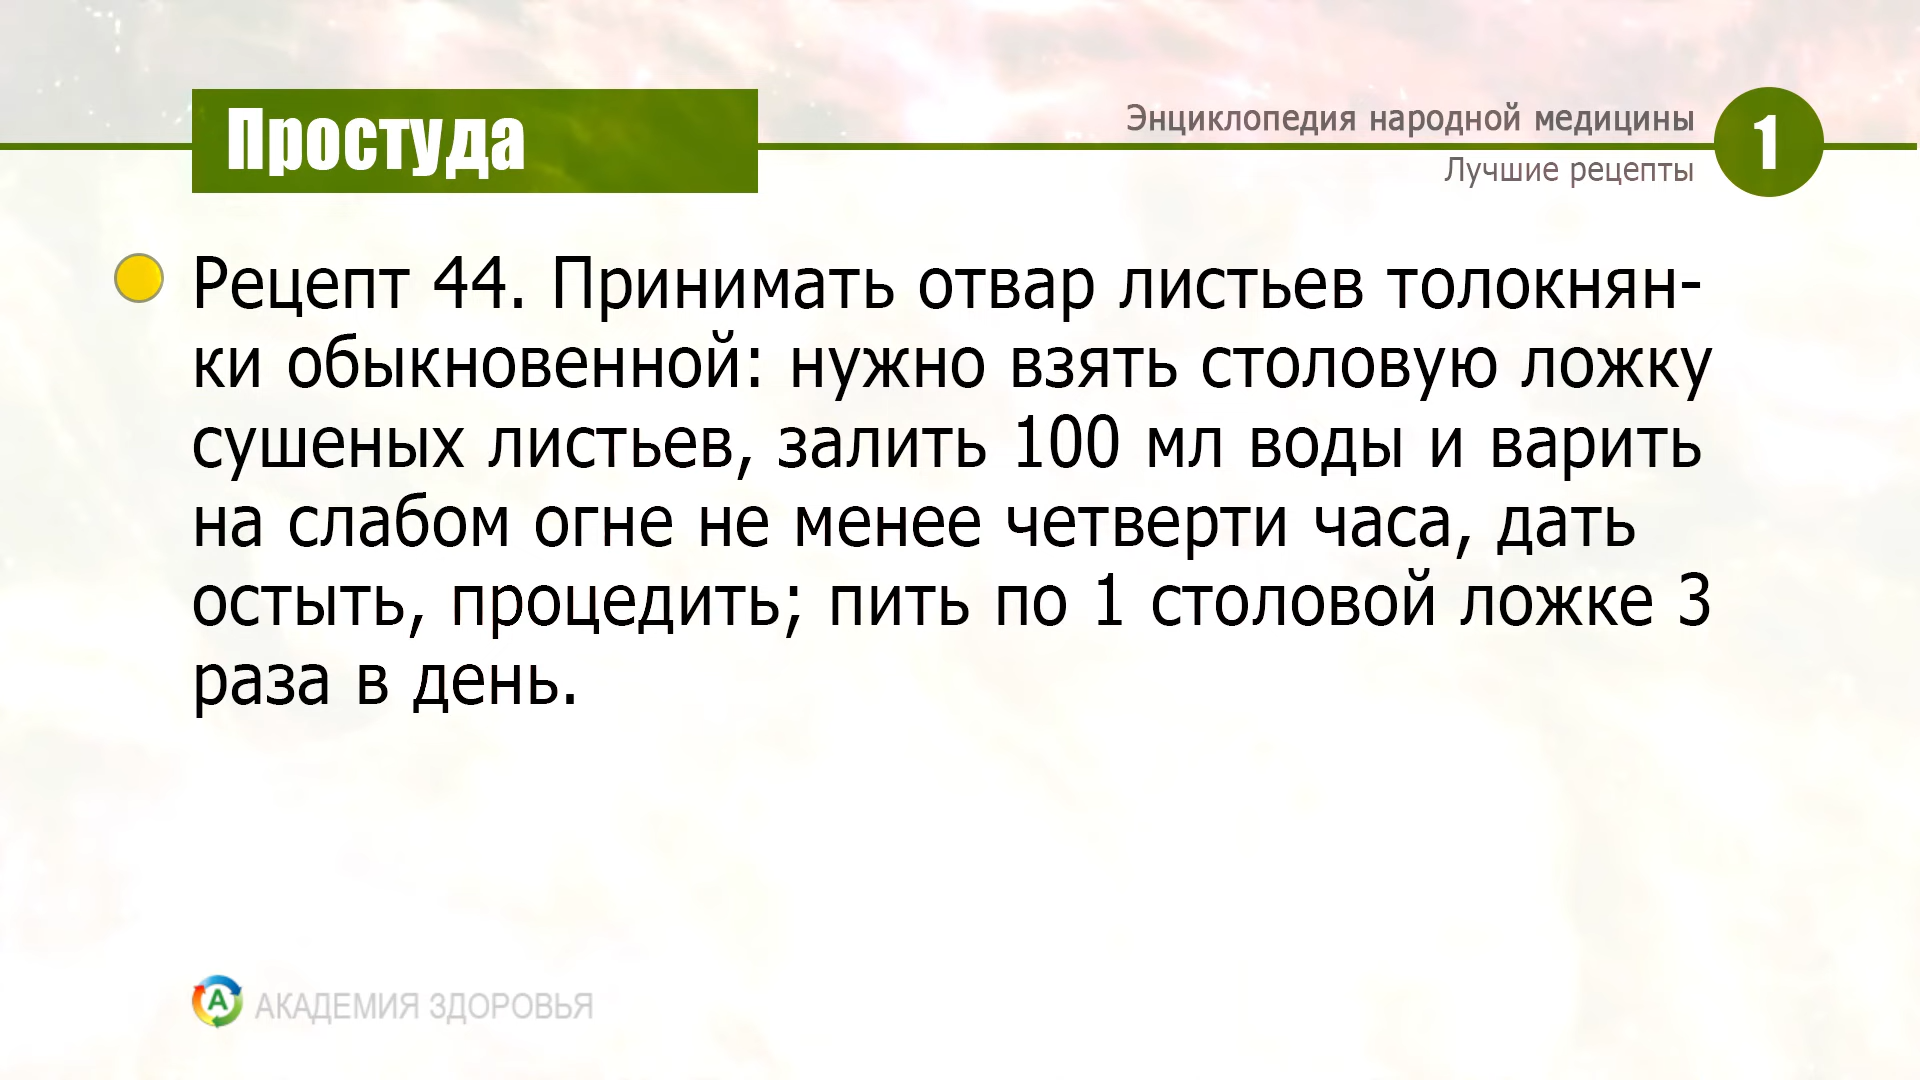 Простуда
Энциклопедия народной медицины
Лучшие рецепты
1
Рецепт 44. Принимать отвар листьев толокнян-
ки обыкновенной: нужно взять столовую ложку
сушеных листьев, залить 100 мл воды и варить
на слабом огне не менее четверти часа, дать
остыть, процедить; пить по 1 столовой ложке 3
раза в день.
А АКАДЕМИЯ ЗДОРОВЬЯ